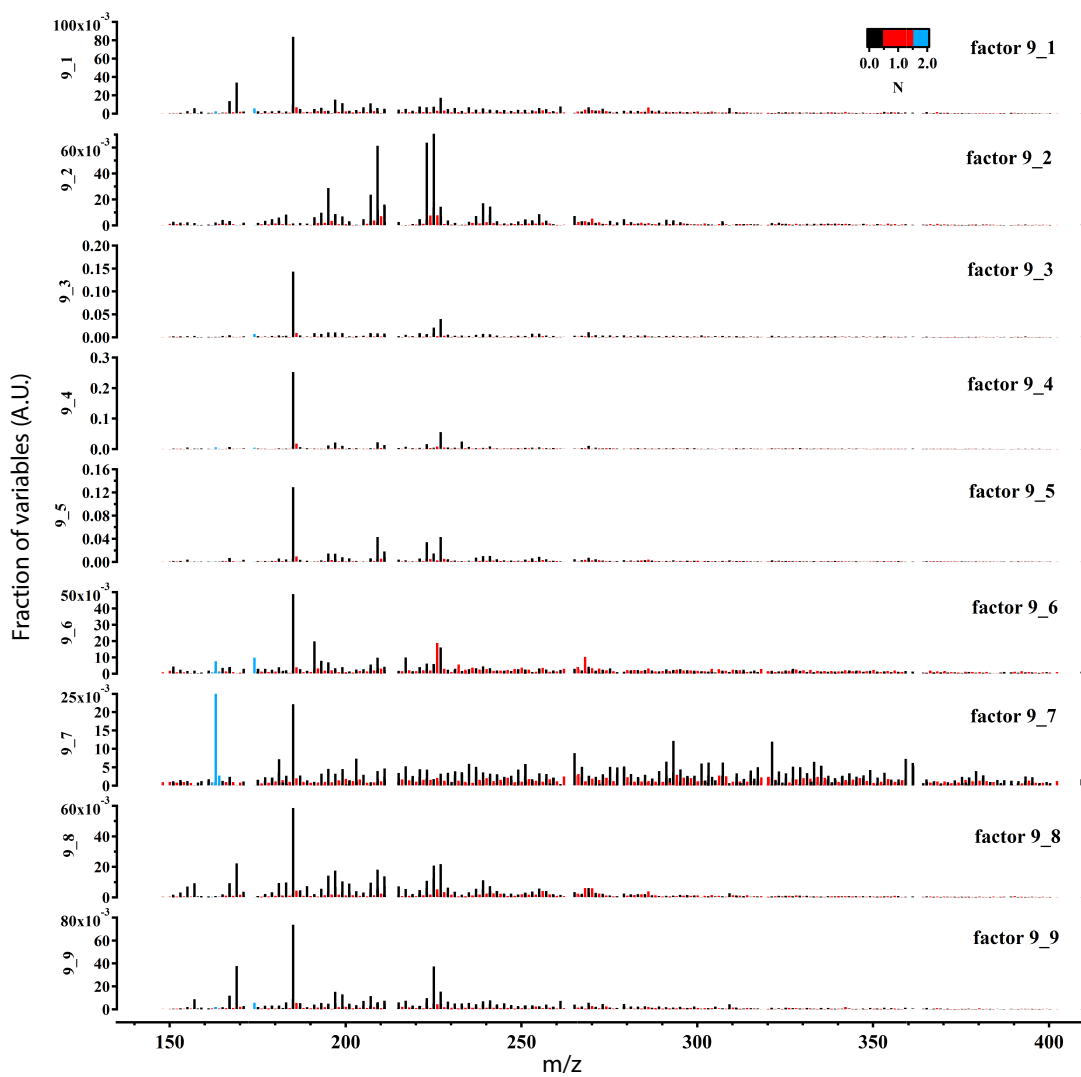 Fraction of variables (A.U.)
100x10-3
80
60
40
20
0
9_1
factor 9_1
0.0 1.0 2.0
N
60x10-3
40
20
0
9_2
factor 9_2
0.20
0.15
0.10
0.05
0.00
9_3
factor 9_3
0.3
0.2
0.1
0.0
9_4
factor 9_4
0.16
0.12
0.08
0.04
0.00
9_5
factor 9_5
50x10-3
40
30
20
10
0
9_6
factor 9_6
25x10-3
20
15
10
5
0
9_7
factor 9_7
60x10-3
40
20
0
9_8
factor 9_8
80x10-3
60
40
20
0
9_9
factor 9_9
150 200 250 300 350 400
m/z